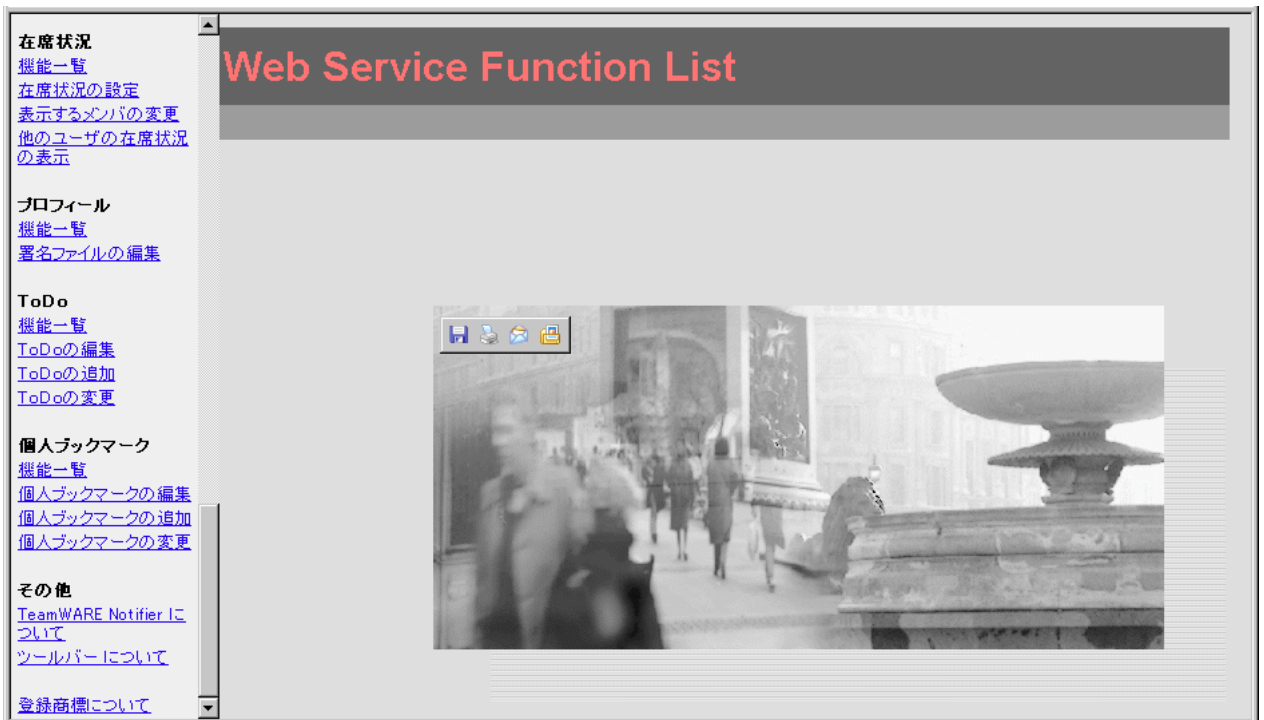 在席状況
機能一覧
在席状況の設定
表示するメンバの変更
他のユーザの在席状況
の表示
プロフィール
機能一覧
署名ファイルの編集
ToDo
機能一覧
ToDoの編集
ToDoの追加
ToDoの変更
個人ブックマーク
機能一覧
個人ブックマークの編集
個人ブックマークの追加
個人ブックマークの変更
その他
TeamWARE Notifier に
ついて
ツールバー について
登録商標について
Web Service Function List